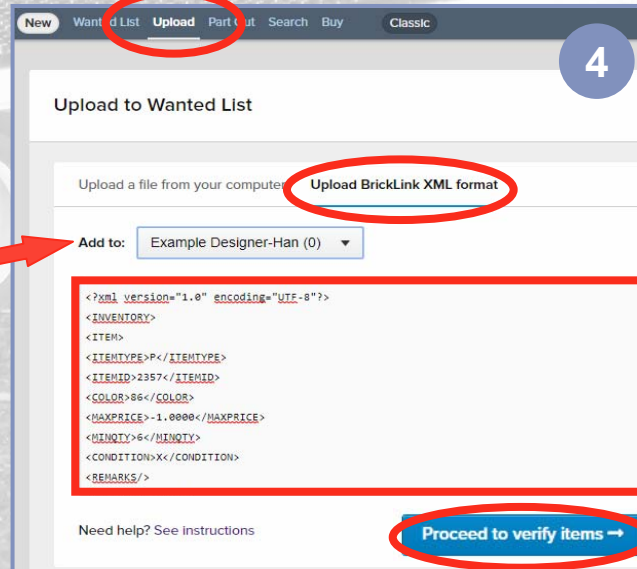 New Wanted List Upload Part Out Search Buy Classic
4
Upload to Wanted List
Upload a file from your computer Upload BrickLink XML format
Add to: Example Designer-Han (0)
<?xml version="1.0" encoding="UTF-8"?>
<INVENTORY>
<ITEM>
<ITEMTYPE>P</ITEMTYPE>
<ITEMID>2357</ITEMID>
<COLOR>86</COLOR>
<MAXPRICE>-1.0000</MAXPRICE>
<MINQTY>6</MINQTY>
<CONDITION>X</CONDITION>
<REMARKS/>
Need help? See instructions
Proceed to verify items →